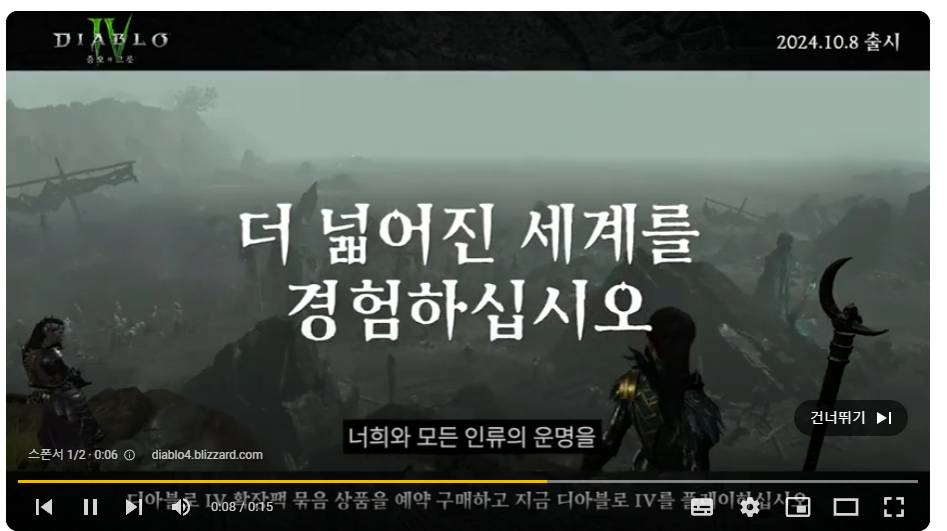 DIABLO IV
증오의 그릇
2024.10.8 출시
더 넓어진 세계를
경험하십시오
건너뛰기
너희와 모든 인류의 운명을
스폰서 1/2 · 0:06
diablo4.blizzard.com
디아블로 IV 확장팩 묶음 상품을 예약 구매하고 지금 디아블로 IV를 플레이하십시오
0:08 / 0:15